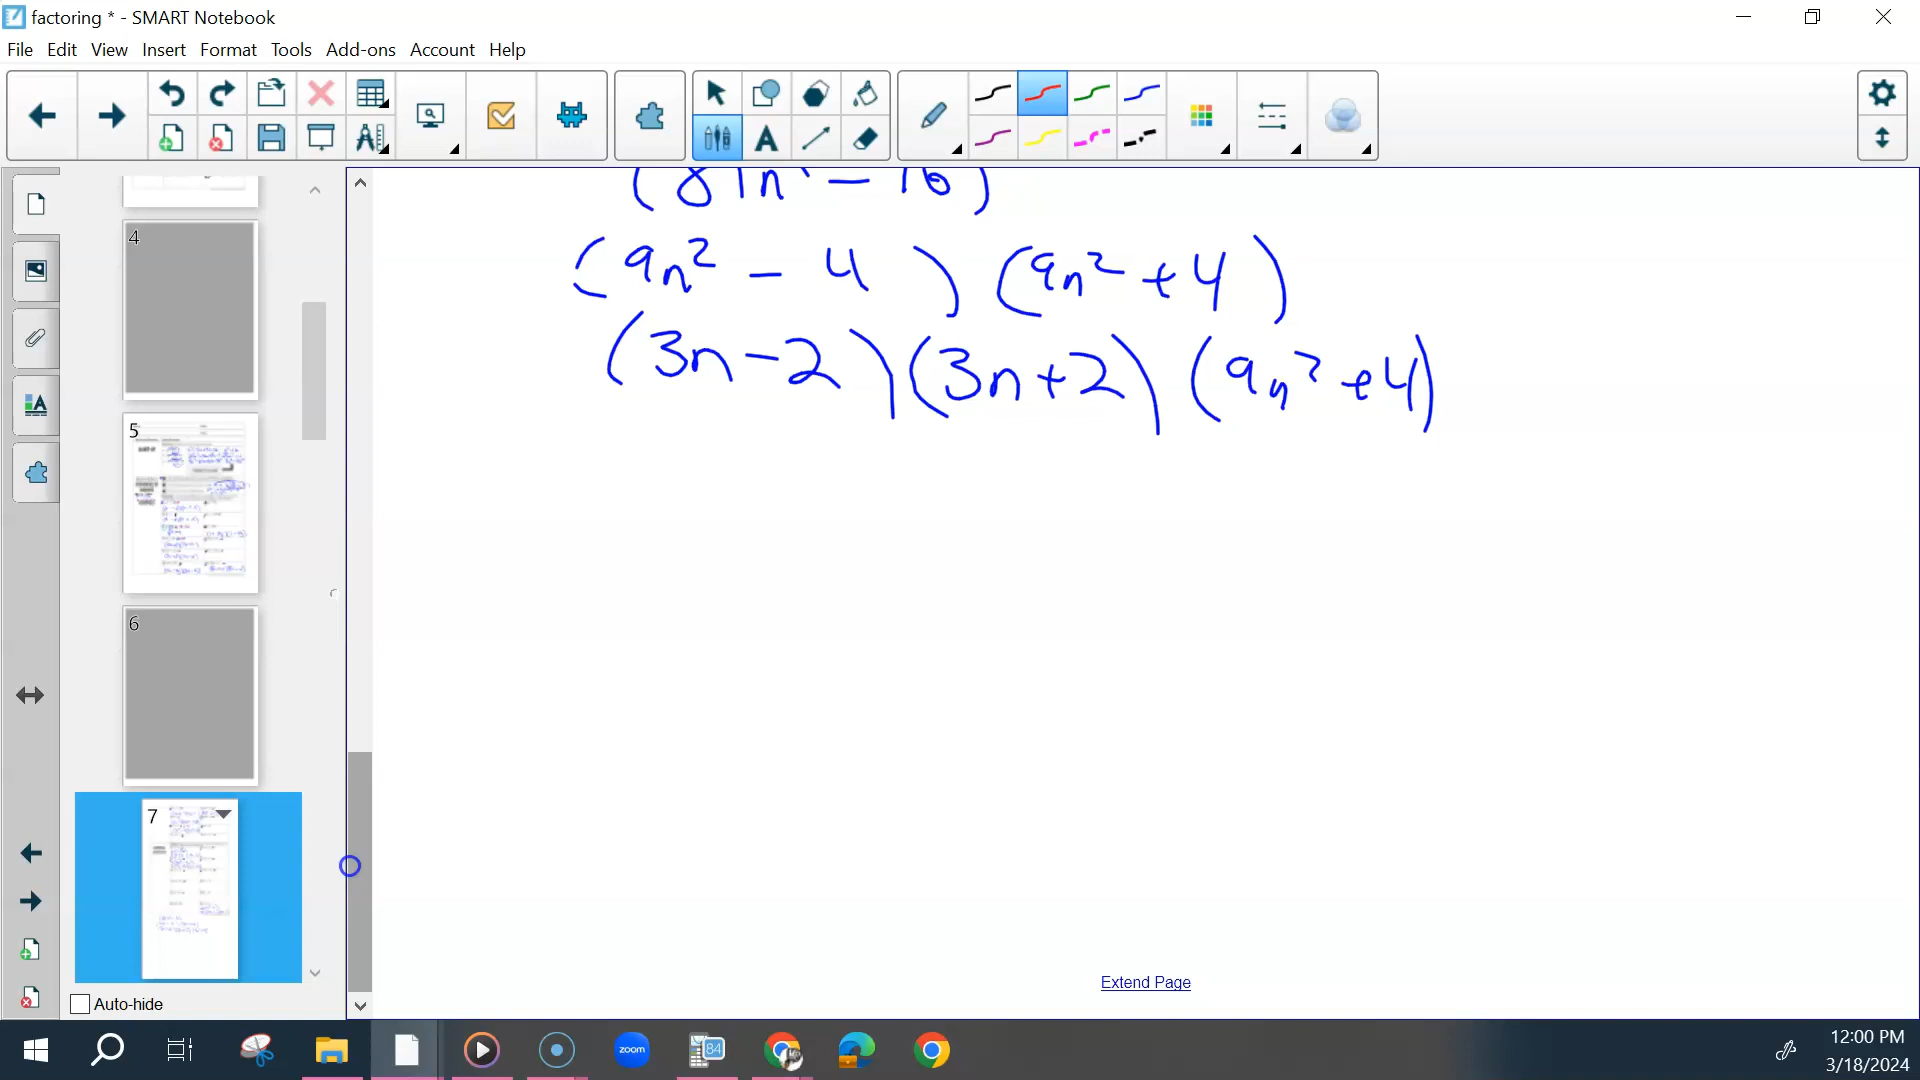 factoring * - SMART Notebook
File Edit View Insert Format Tools Add-ons Account Help
(81n⁴ - 16)
(9n² - 4) (9n² + 4)
(3n - 2)(3n + 2) (9n² + 4)
4
5
6
7
Auto-hide
Extend Page
zoom
84
12:00 PM
3/18/2024